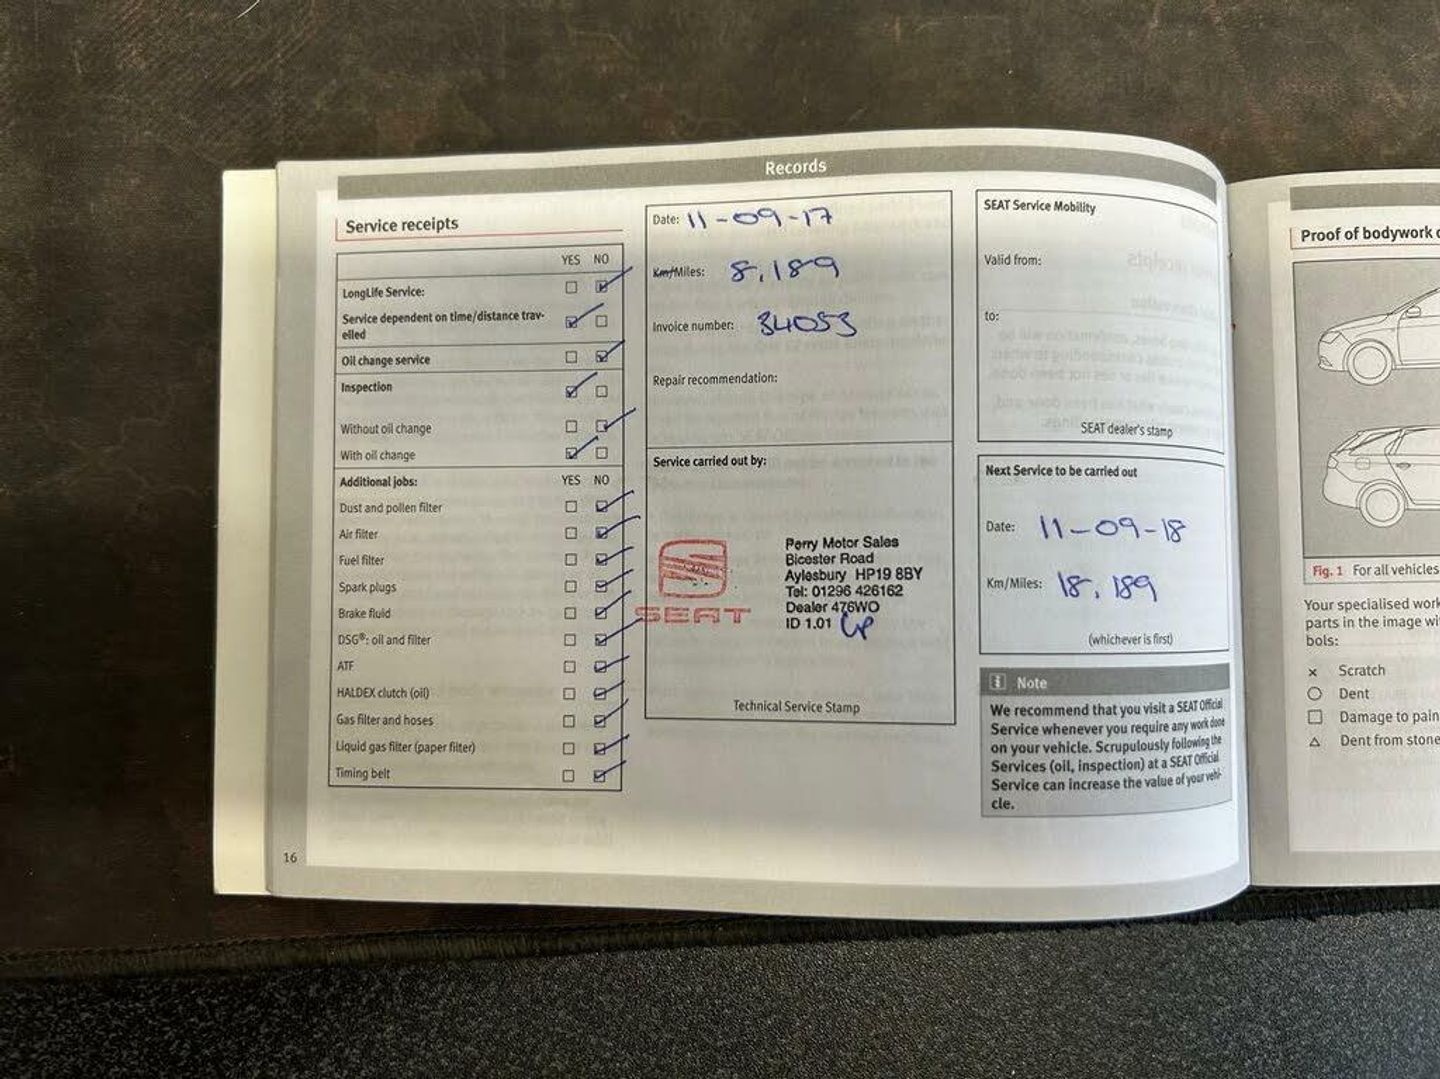 Records
Service receipts
YES NO
LongLife Service:
Service dependent on time/distance trav-
elled
Oil change service
Inspection
Without oil change
With oil change
Additional jobs: YES NO
Dust and pollen filter
Air filter
Fuel filter
Spark plugs
Brake fluid
DSG®: oil and filter
ATF
HALDEX clutch (oil)
Gas filter and hoses
Liquid gas filter (paper filter)
Timing belt
16
Date: 11-09-17
Km/Miles: 8,189
Invoice number: 34053
Repair recommendation:
Service carried out by:
SEAT
Perry Motor Sales
Bicester Road
Aylesbury HP19 8BY
Tel: 01296 426162
Dealer 476WO
ID 1.01
Technical Service Stamp
SEAT Service Mobility
Valid from:
to:
SEAT dealer's stamp
Next Service to be carried out
Date: 11-09-18
Km/Miles: 18,189
(whichever is first)
Note
We recommend that you visit a SEAT Official
Service whenever you require any work done
on your vehicle. Scrupulously following the
Services (oil, inspection) at a SEAT Official
Service can increase the value of your vehi-
cle.
Proof of bodywork
Fig. 1 For all vehicles
Your specialised work
parts in the image wi
bols:
Scratch
Dent
Damage to pain
Dent from stone